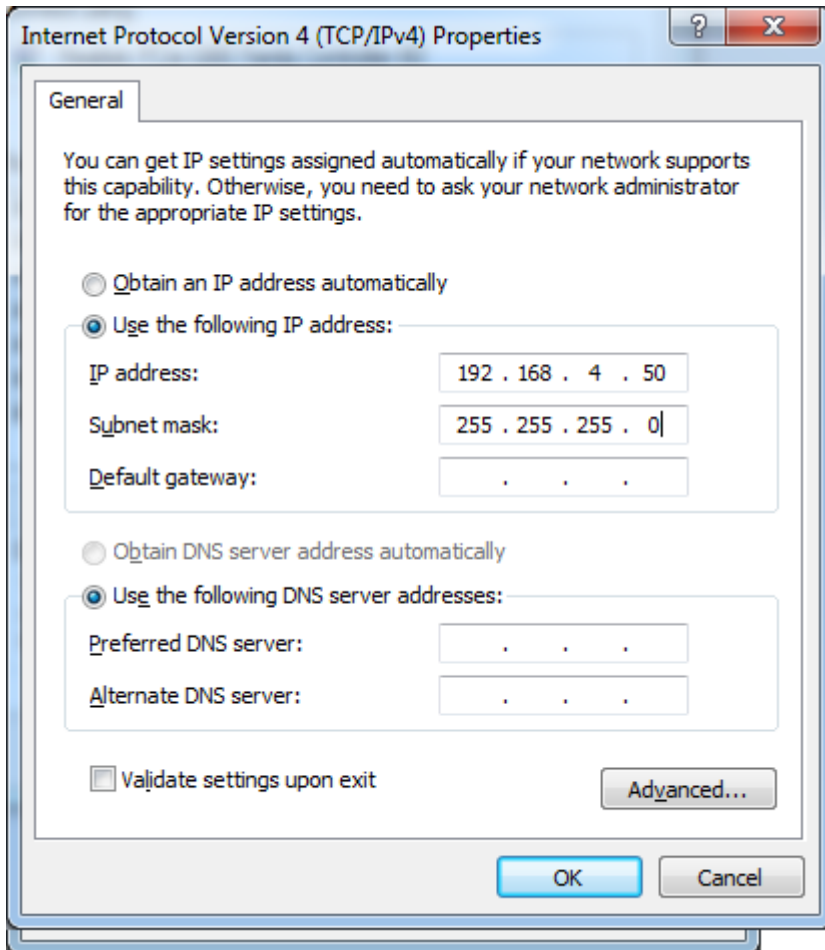 Internet Protocol Version 4 (TCP/IPv4) Properties
?
X
General
You can get IP settings assigned automatically if your network supports
this capability. Otherwise, you need to ask your network administrator
for the appropriate IP settings.
Obtain an IP address automatically
Use the following IP address:
IP address: 192 . 168 . 4 . 50
Subnet mask: 255 . 255 . 255 . 0
Default gateway: . . .
Obtain DNS server address automatically
Use the following DNS server addresses:
Preferred DNS server: . . .
Alternate DNS server: . . .
Validate settings upon exit
Advanced...
OK Cancel